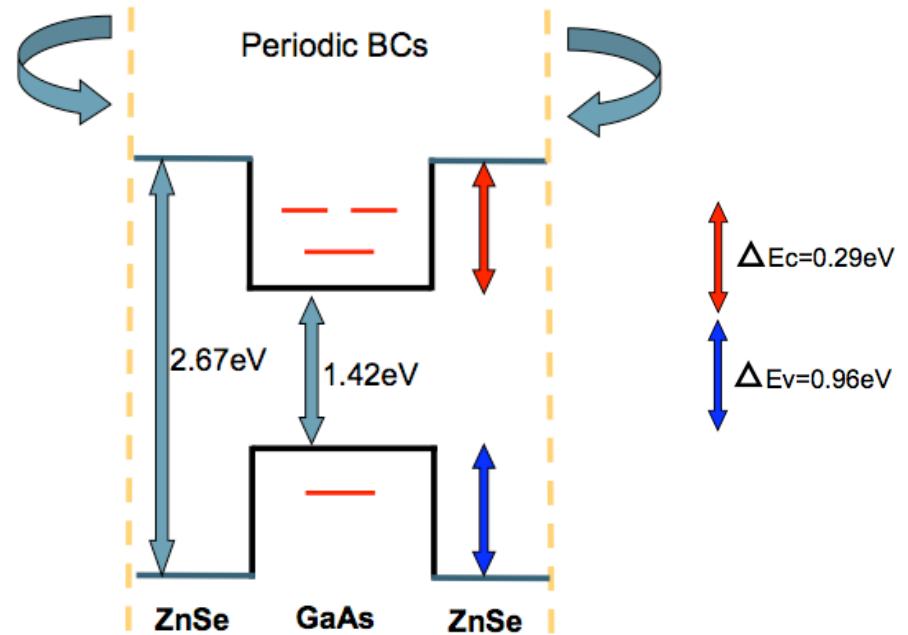 Periodic BCs
2.67eV
1.42eV
ΔEc=0.29eV
ΔEv=0.96eV
ZnSe
GaAs
ZnSe